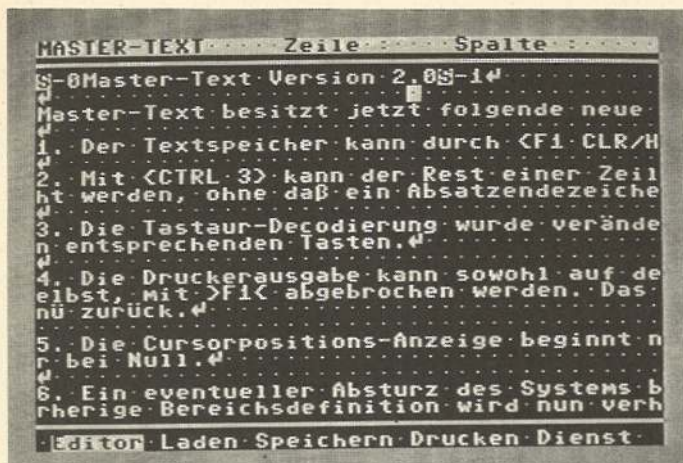 MASTER-TEXT Zeile : Spalte :
S-0Master-Text Version 2.0S-1↵
↵
Master-Text besitzt jetzt folgende neue
↵
1. Der Textspeicher kann durch <F1 CLR/H
↵
2. Mit <CTRL 3> kann der Rest einer Zeil
ht werden, ohne daß ein Absatzendezeiche
↵
3. Die Tastaur-Decodierung wurde verände
n entsprechenden Tasten.↵
↵
4. Die Druckerausgabe kann sowohl auf de
elbst, mit >F1< abgebrochen werden. Das
nü zurück.↵
5. Die Cursorpositions-Anzeige beginnt n
r bei Null.↵
↵
6. Ein eventueller Absturz des Systems b
rherige Bereichsdefinition wird nun verh
Editor Laden Speichern Drucken Dienst